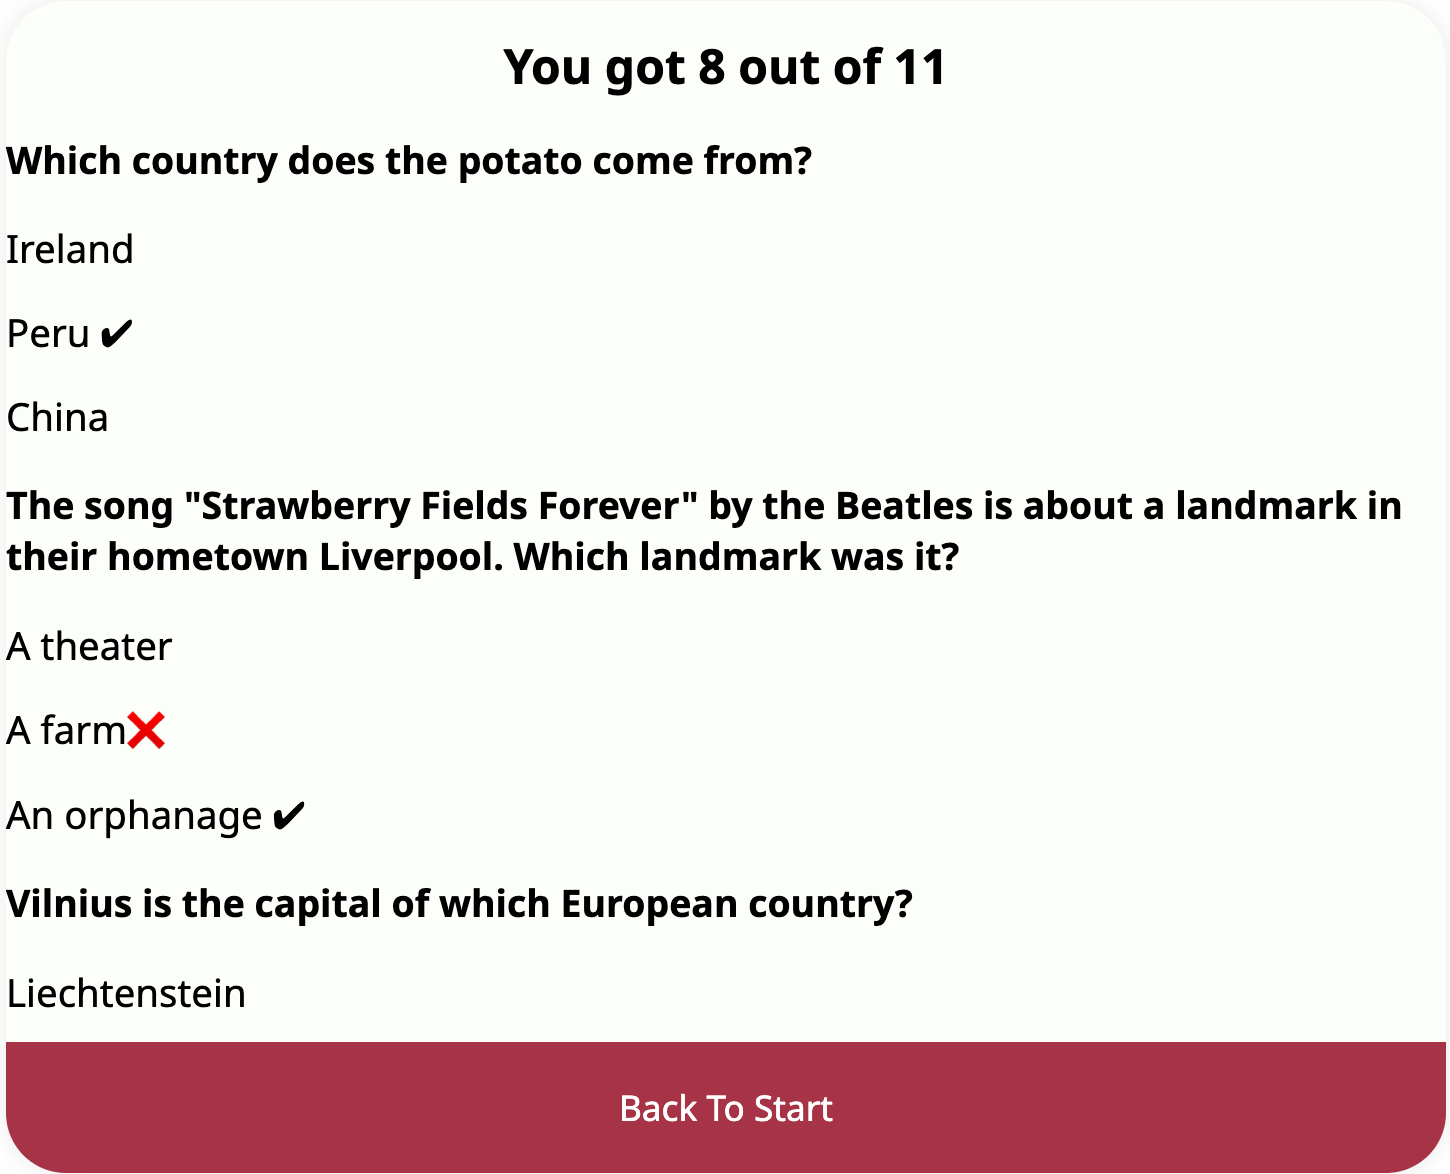 You got 8 out of 11
Which country does the potato come from?
Ireland
Peru ✔
China
The song "Strawberry Fields Forever" by the Beatles is about a landmark in
their hometown Liverpool. Which landmark was it?
A theater
A farm❌
An orphanage ✔
Vilnius is the capital of which European country?
Liechtenstein
Back To Start